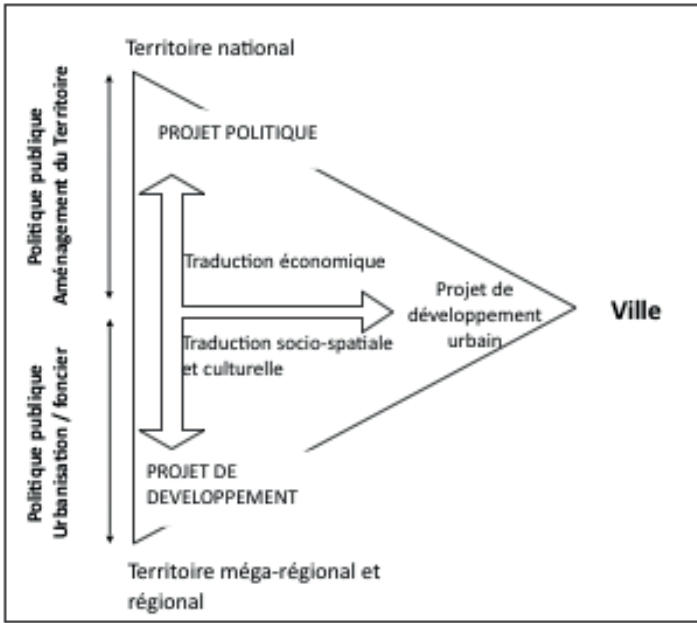 Territoire national
Politique publique
Aménagement du Territoire
PROJET POLITIQUE
Traduction économique
Projet de
développement
urbain
Ville
Traduction socio-spatiale
et culturelle
Politique publique
Urbanisation / foncier
PROJET DE
DEVELOPPEMENT
Territoire méga-régional et
régional